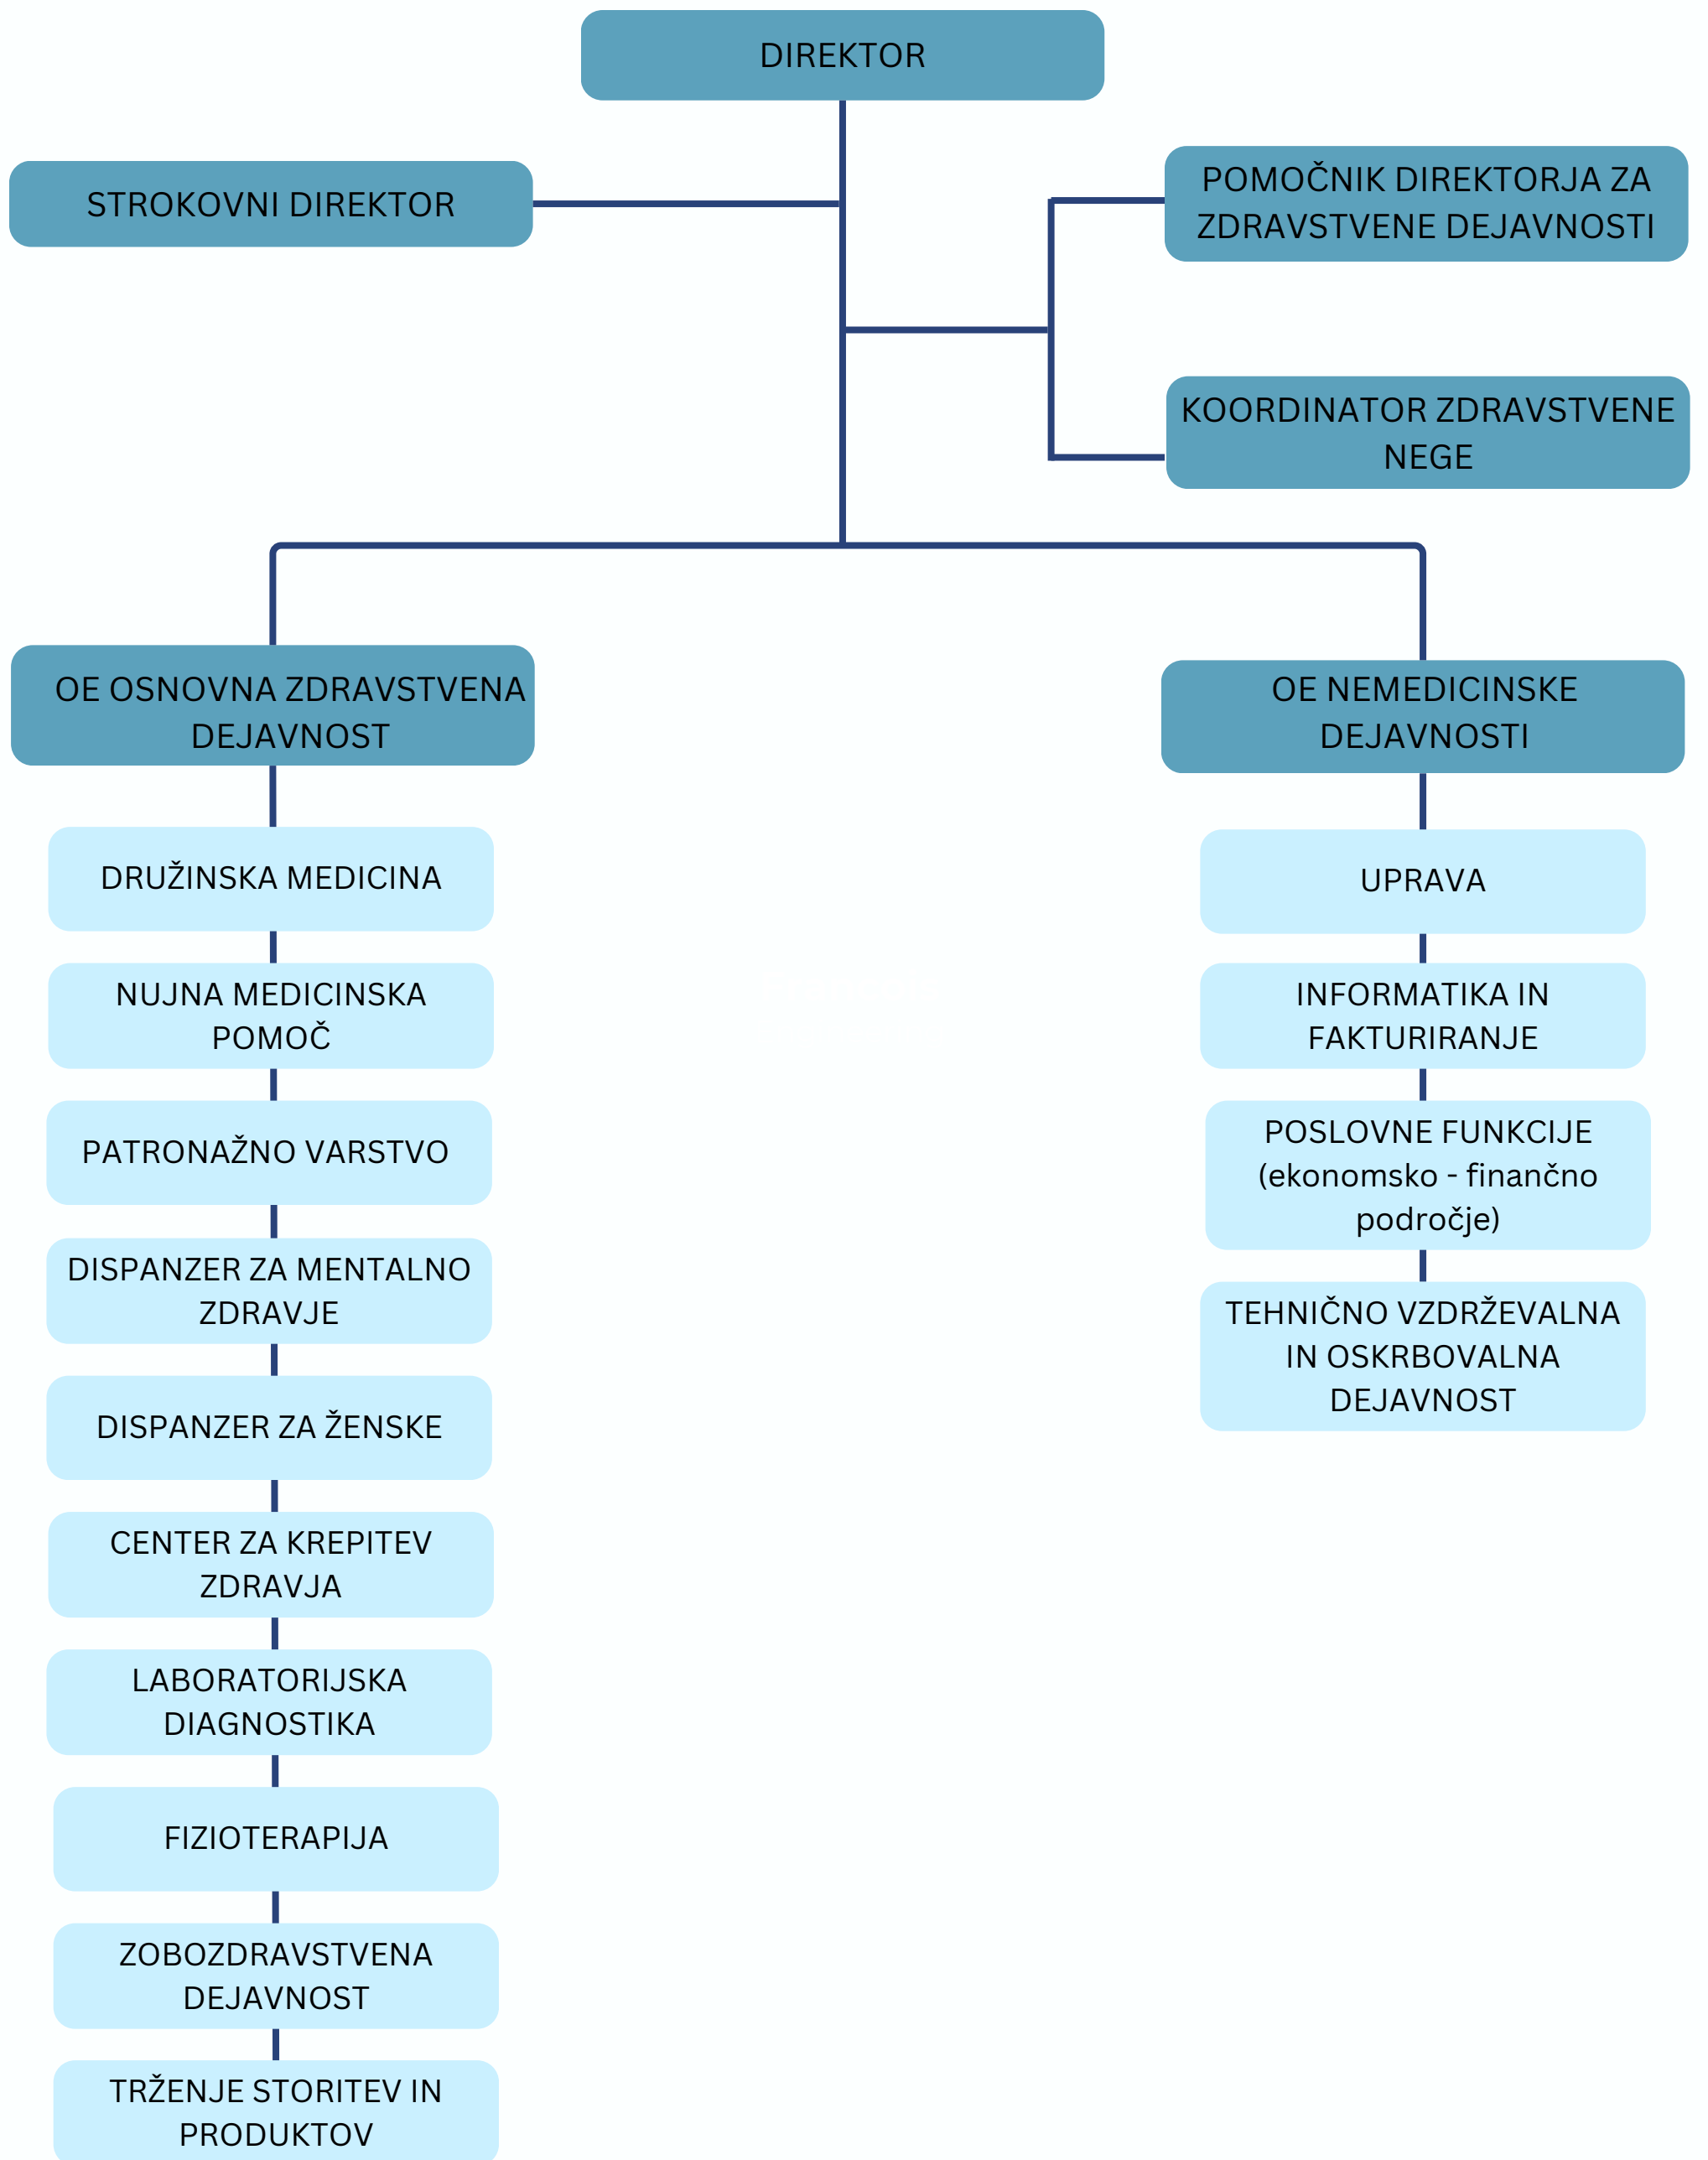 DIREKTOR
STROKOVNI DIREKTOR
POMOČNIK DIREKTORJA ZA
ZDRAVSTVENE DEJAVNOSTI
KOORDINATOR ZDRAVSTVENE
NEGE
OE OSNOVNA ZDRAVSTVENA
DEJAVNOST
DRUŽINSKA MEDICINA
NUJNA MEDICINSKA
POMOČ
PATRONAŽNO VARSTVO
DISPANZER ZA MENTALNO
ZDRAVJE
DISPANZER ZA ŽENSKE
CENTER ZA KREPITEV
ZDRAVJA
LABORATORIJSKA
DIAGNOSTIKA
FIZIOTERAPIJA
ZOBOZDRAVSTVENA
DEJAVNOST
TRŽENJE STORITEV IN
PRODUKTOV
OE NEMEDICINSKE
DEJAVNOSTI
UPRAVA
INFORMATIKA IN
FAKTURIRANJE
POSLOVNE FUNKCIJE
(ekonomsko - finančno
področje)
TEHNIČNO VZDRŽEVALNA
IN OSKRBOVALNA
DEJAVNOST